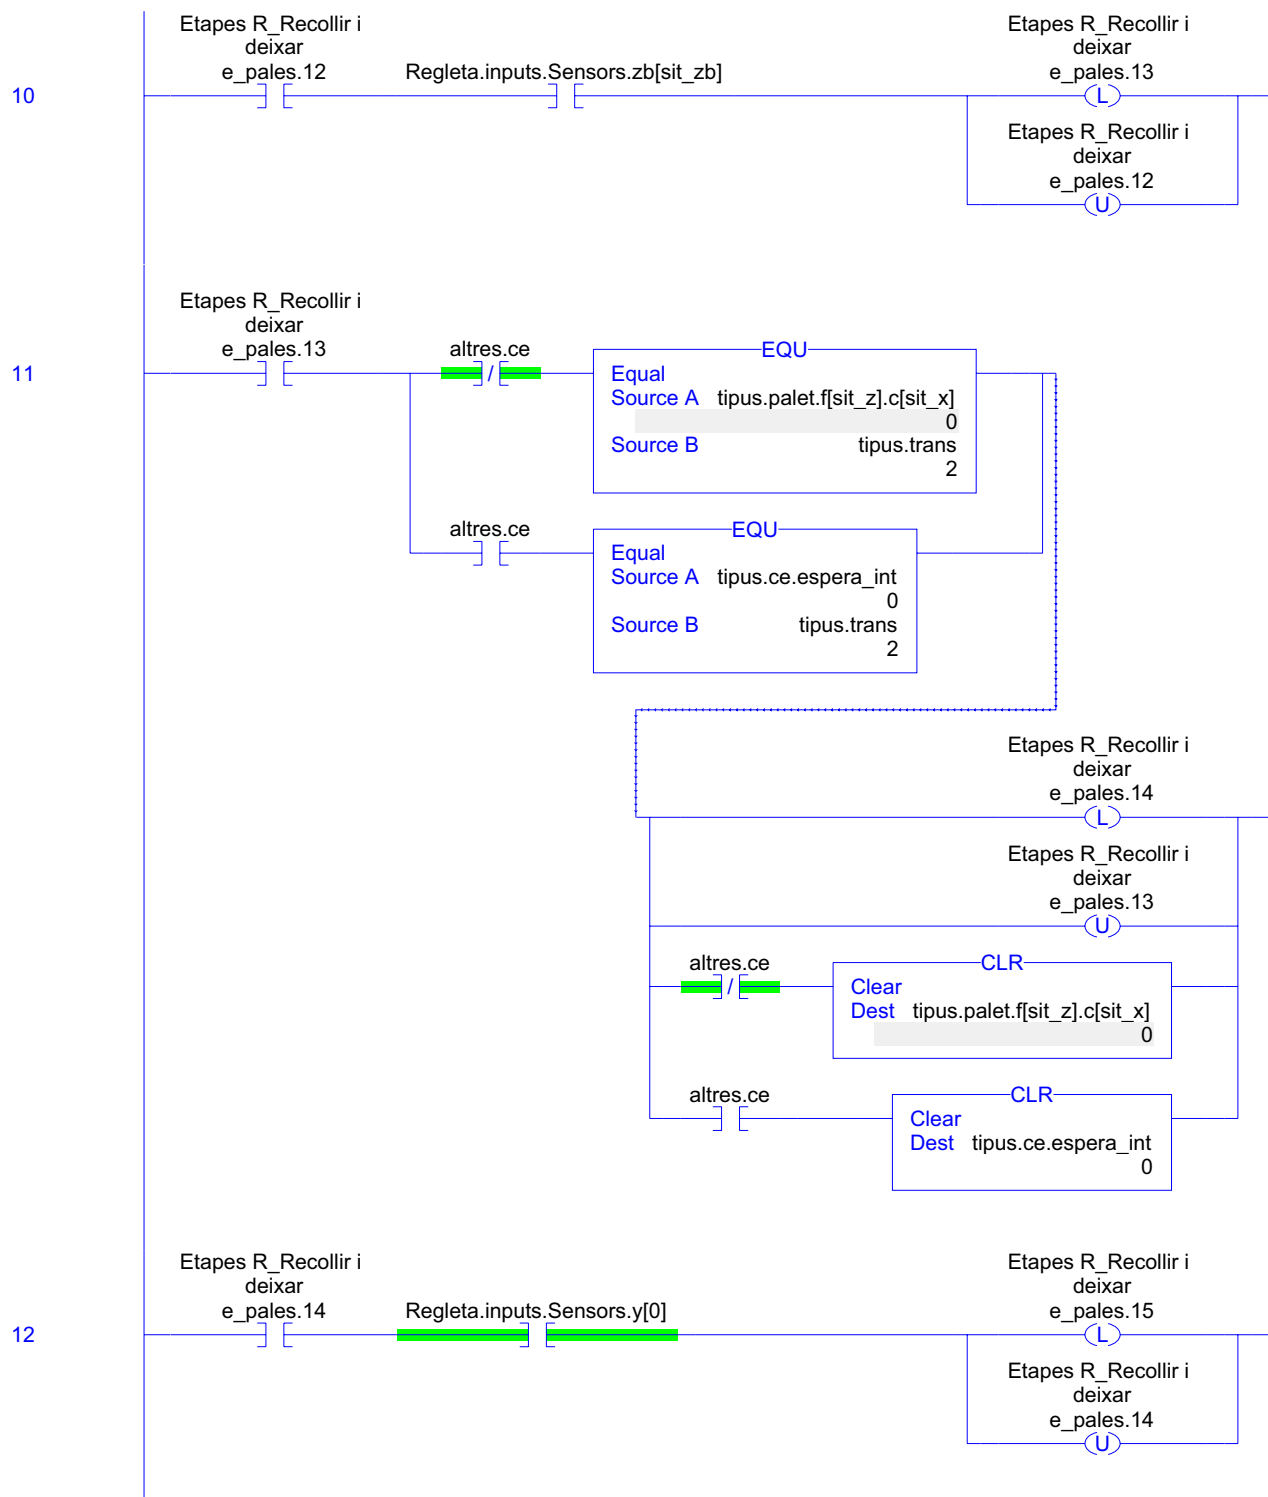 Etapes R_Recollir i
deixar
e_pales.12
Regleta.inputs.Sensors.zb[sit_zb]
Etapes R_Recollir i
deixar
e_pales.13
10
L
Etapes R_Recollir i
deixar
e_pales.12
U
Etapes R_Recollir i
deixar
e_pales.13
11
altres.ce
/
EQU
Equal
Source A tipus.palet.f[sit_z].c[sit_x]
0
Source B tipus.trans
2
altres.ce
EQU
Equal
Source A tipus.ce.espera_int
0
Source B tipus.trans
2
Etapes R_Recollir i
deixar
e_pales.14
L
Etapes R_Recollir i
deixar
e_pales.13
U
altres.ce
/
CLR
Clear
Dest tipus.palet.f[sit_z].c[sit_x]
0
altres.ce
CLR
Clear
Dest tipus.ce.espera_int
0
Etapes R_Recollir i
deixar
e_pales.14
Regleta.inputs.Sensors.y[0]
Etapes R_Recollir i
deixar
e_pales.15
12
L
Etapes R_Recollir i
deixar
e_pales.14
U